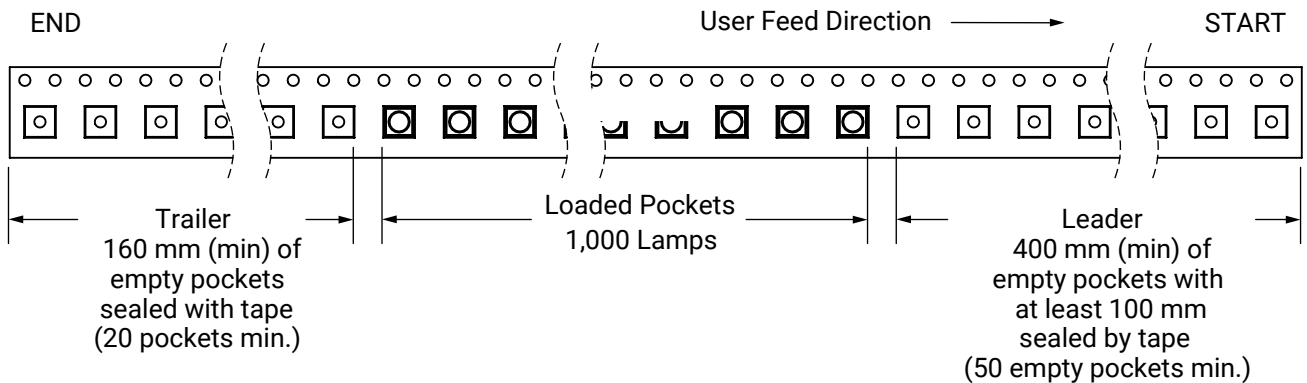 END
User Feed Direction
START
Trailer
160 mm (min) of
empty pockets
sealed with tape
(20 pockets min.)
Loaded Pockets
1,000 Lamps
Leader
400 mm (min) of
empty pockets with
at least 100 mm
sealed by tape
(50 empty pockets min.)